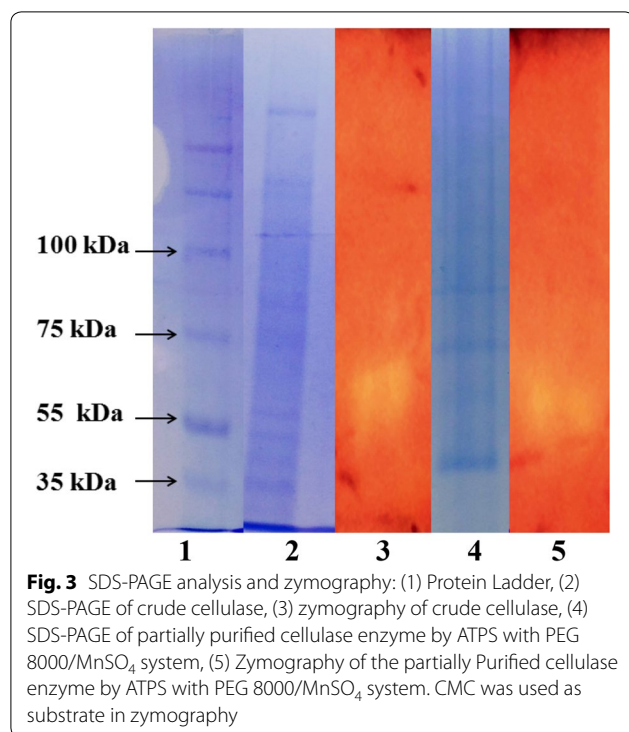 100 kDa
75 kDa
55 kDa
35 kDa
1 2 3 4 5
Fig. 3 SDS-PAGE analysis and zymography: (1) Protein Ladder, (2)
SDS-PAGE of crude cellulase, (3) zymography of crude cellulase, (4)
SDS-PAGE of partially purified cellulase enzyme by ATPS with PEG
8000/MnSO₄ system, (5) Zymography of the partially Purified cellulase
enzyme by ATPS with PEG 8000/MnSO₄ system. CMC was used as
substrate in zymography